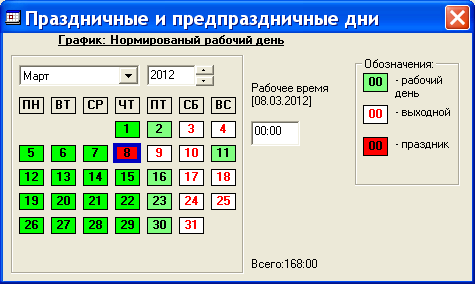 Праздничные и предпраздничные дни
График: Нормированый рабочий день
Март 2012
ПН ВТ СР ЧТ ПТ СБ ВС
1 2 3 4
5 6 7 8 9 10 11
12 13 14 15 16 17 18
19 20 21 22 23 24 25
26 27 28 29 30 31
Рабочее время
[08.03.2012]
00:00
Всего:168:00
Обозначения:
00 - рабочий
день
00 - выходной
00 - праздник